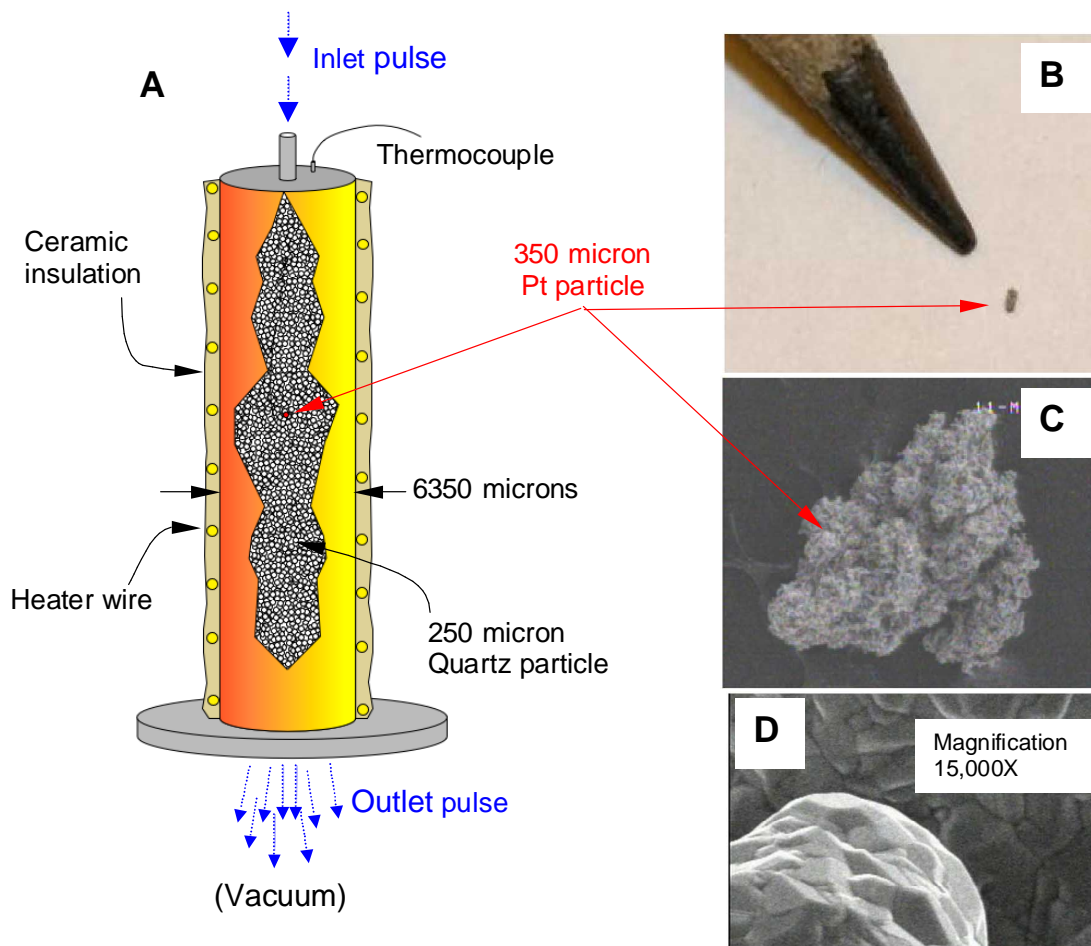 A
Inlet pulse
Thermocouple
Ceramic
insulation
350 micron
Pt particle
6350 microns
Heater wire
250 micron
Quartz particle
Outlet pulse
(Vacuum)
B
C
D
Magnification
15,000X